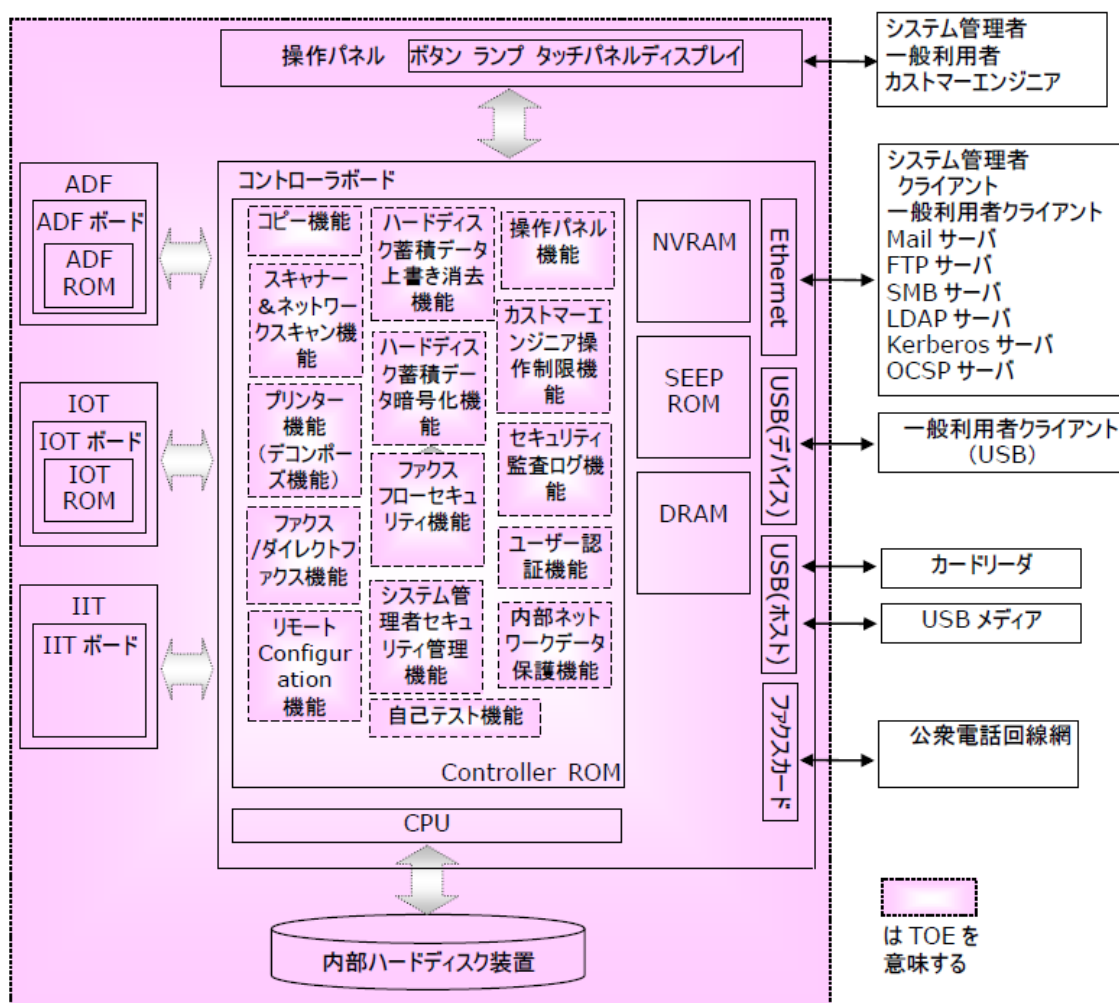 操作パネル ボタン ランプ タッチパネルディスプレイ
システム管理者
一般利用者
カストマーエンジニア
ADF
ADF ボード
ADF
ROM
IOT
IOT ボード
IOT
ROM
IIT
IIT ボード
コントローラボード
コピー機能
スキャナー
&ネットワー
クスキャン機
能
プリンター
機能
(デコンポー
ズ機能)
ファクス
/ダイレクトフ
ァクス機能
リモート
Configur
ation
機能
ハードディス
ク蓄積データ
上書き消去
機能
ハードディス
ク蓄積デー
タ暗号化機
能
ファクス
フローセキュ
リティ機能
システム管
理者セキュ
リティ管理
機能
自己テスト機能
操作パネル
機能
カストマーエ
ンジニア操
作制限機
能
セキュリティ
監査ログ機
能
ユーザー認
証機能
内部ネット
ワークデータ
保護機能
Controller ROM
CPU
NVRAM
SEEP
ROM
DRAM
Ethernet
USB(デバイス)
USB(ホスト)
ファクスカード
システム管理者
クライアント
一般利用者クライアント
Mail サーバ
FTP サーバ
SMB サーバ
LDAP サーバ
Kerberos サーバ
OCSP サーバ
一般利用者クライアント
(USB)
カードリーダ
USB メディア
公衆電話回線網
内部ハードディスク装置
は TOE を
意味する